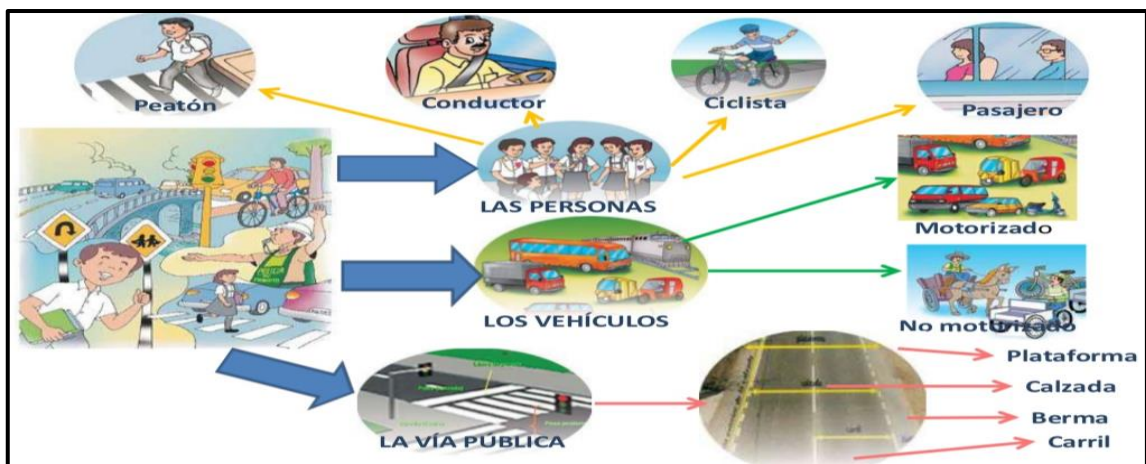 Peatón
Conductor
Ciclista
Pasajero
LAS PERSONAS
Motorizado
LOS VEHÍCULOS
No motorizado
Plataforma
Calzada
Berma
Carril
LA VÍA PÚBLICA